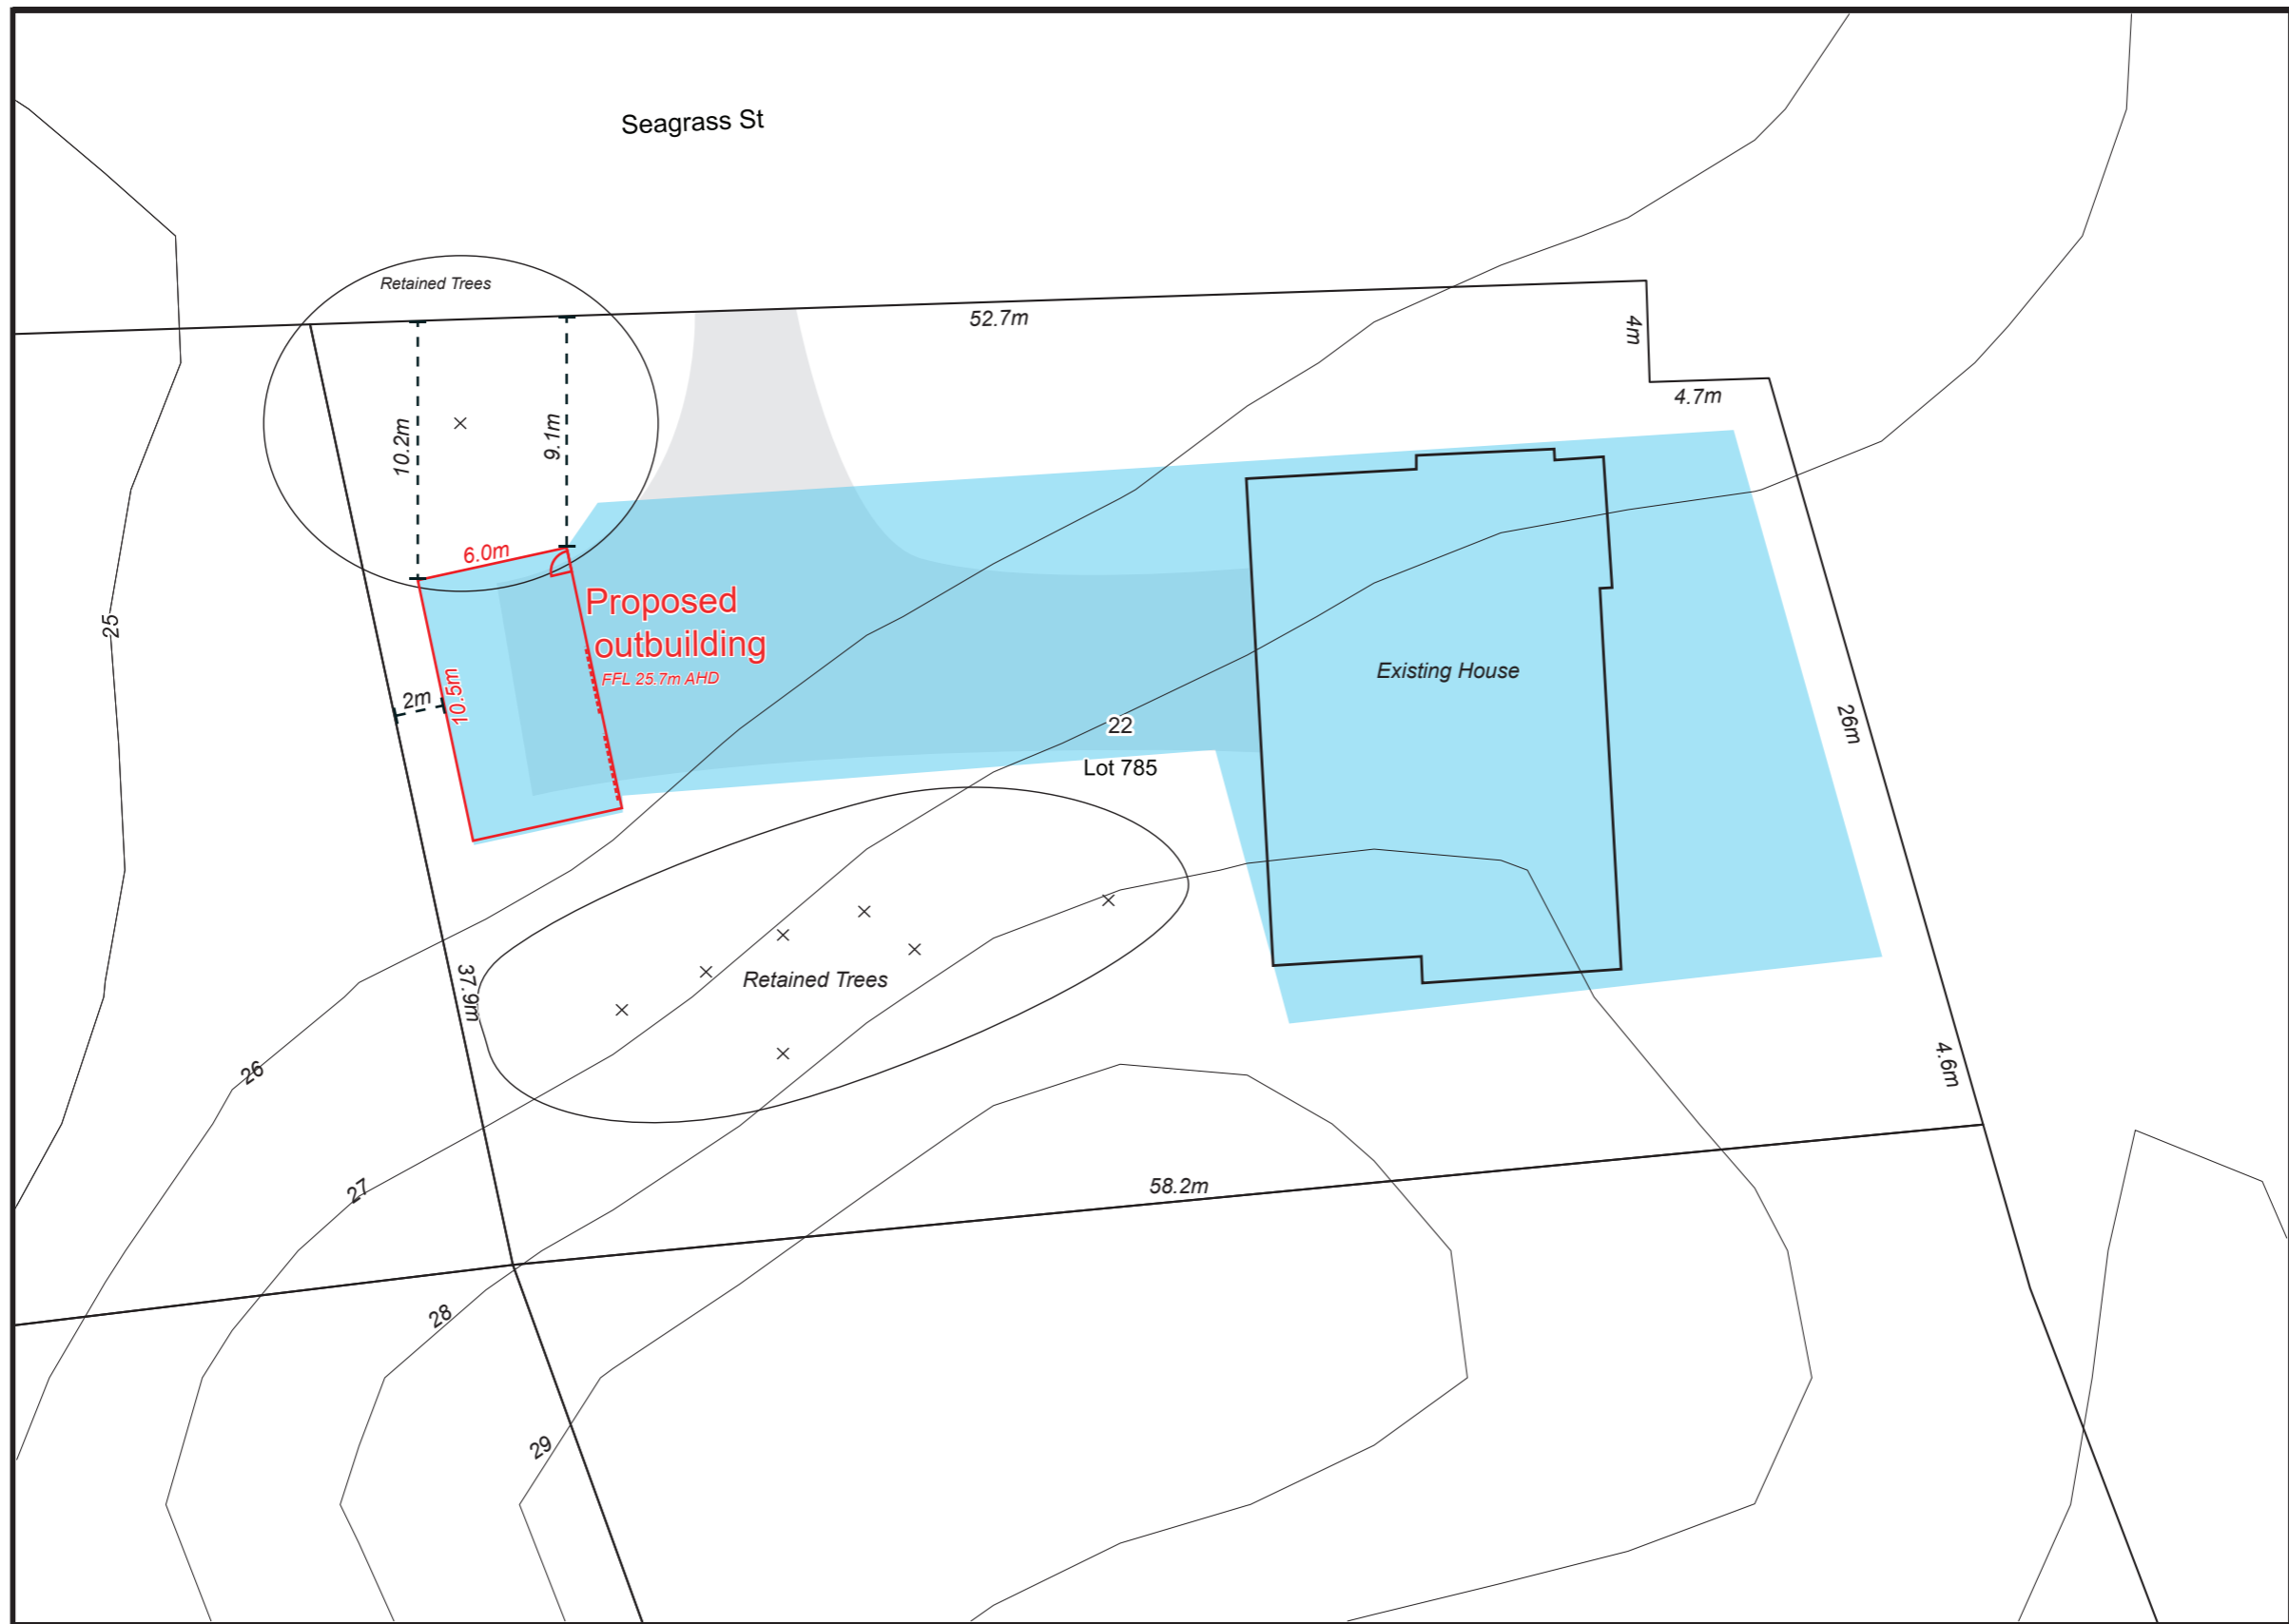 Seagrass St
Retained Trees
52.7m
4m
4.7m
10.2m
9.1m
6.0m
Proposed
outbuilding
FFL 25.7m AHD
25
2m
10.5m
Existing House
22
Lot 785
26m
37.9m
Retained Trees
4.6m
26
27
58.2m
28
29